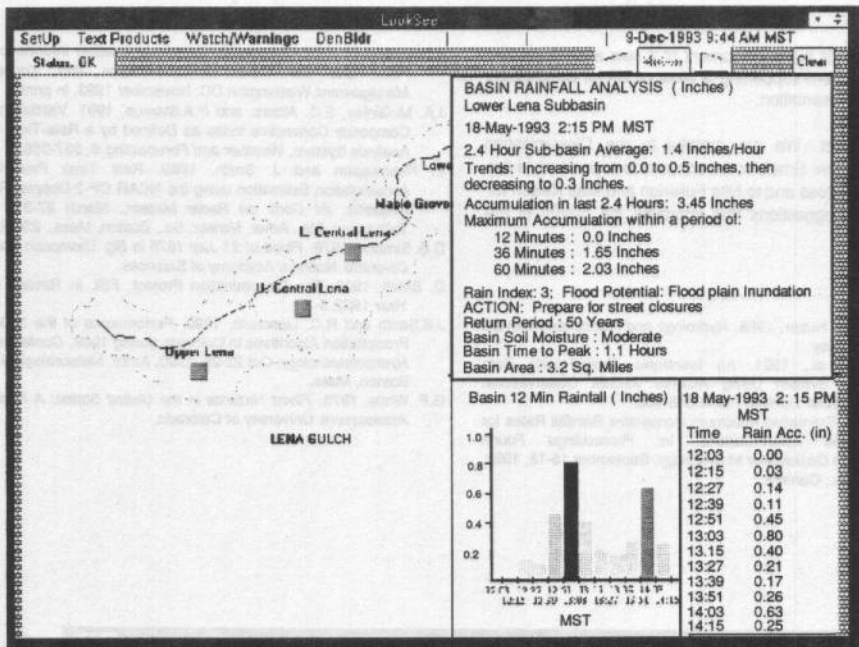 LookSee
SetUp Text Products Watch/Warnings DenBldr 9-Dec-1993 9:44 AM MST
Status. OK Clear
BASIN RAINFALL ANALYSIS ( Inches )
Lower Lena Subbasin
18-May-1993 2:15 PM MST
2.4 Hour Sub-basin Average: 1.4 Inches/Hour
Trends: Increasing from 0.0 to 0.5 Inches, then
decreasing to 0.3 Inches
Accumulation in last 2.4 Hours: 3.45 Inches
Maximum Accumulation within a period of:
12 Minutes : 0.0 Inches
36 Minutes : 1.65 Inches
60 Minutes : 2.03 Inches
Rain Index: 3; Flood Potential: Flood plain Inundation
ACTION: Prepare for street closures
Return Period : 50 Years
Basin Soil Moisture : Moderate
Basin Time to Peak : 1.1 Hours
Basin Area : 3.2 Sq. Miles
Maple Grove
L. Central Lena
U. Central Lena
Upper Lena
LENA GULCH
Basin 12 Min Rainfall ( Inches )
1.0
0.8
0.6
0.4
0.2
MST
18 May-1993 2: 15 PM
MST
Time Rain Acc. (in)
12:03 0.00
12:15 0.03
12:27 0.14
12:39 0.11
12:51 0.45
13:03 0.80
13.15 0.40
13:27 0.21
13:39 0.17
13:51 0.26
14:03 0.63
14:15 0.25